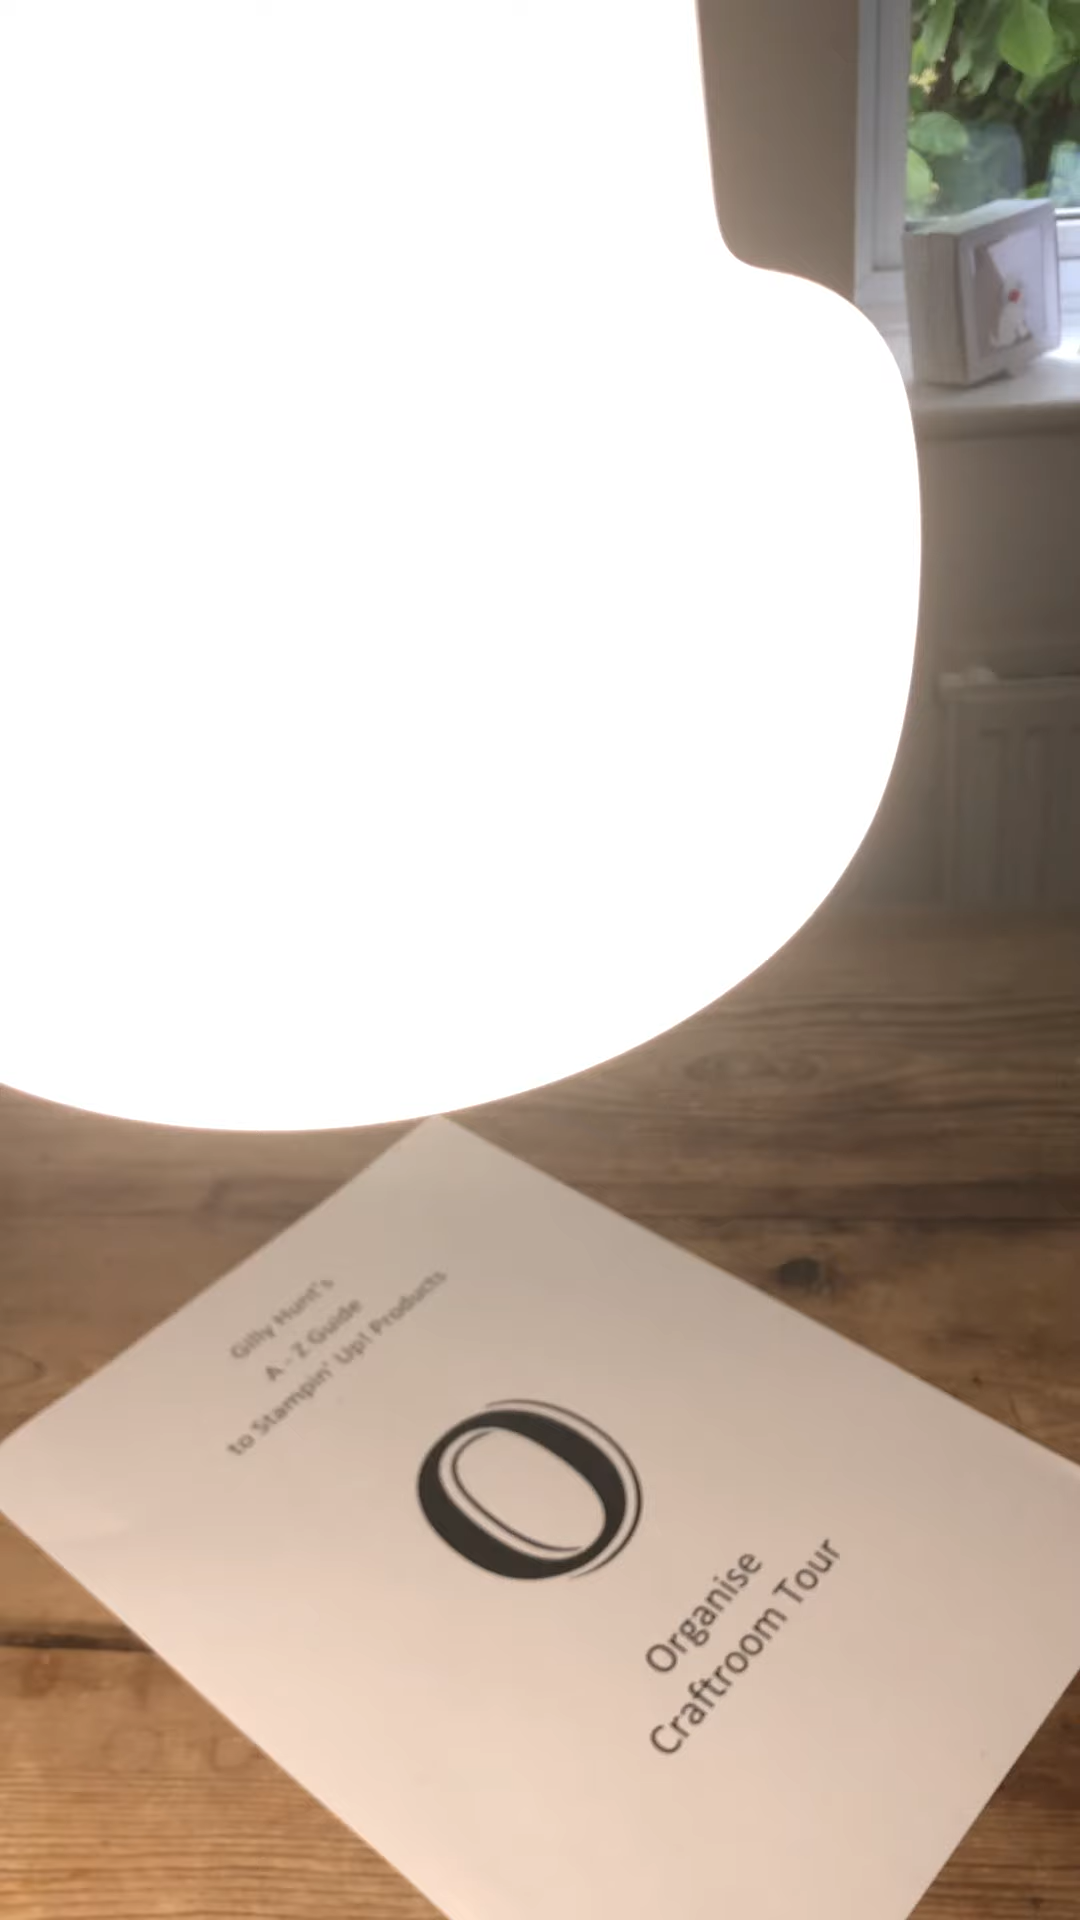 Gilly Hunt's
A - Z Guide
to Stampin' Up! Products
O
Organise
Craftroom Tour